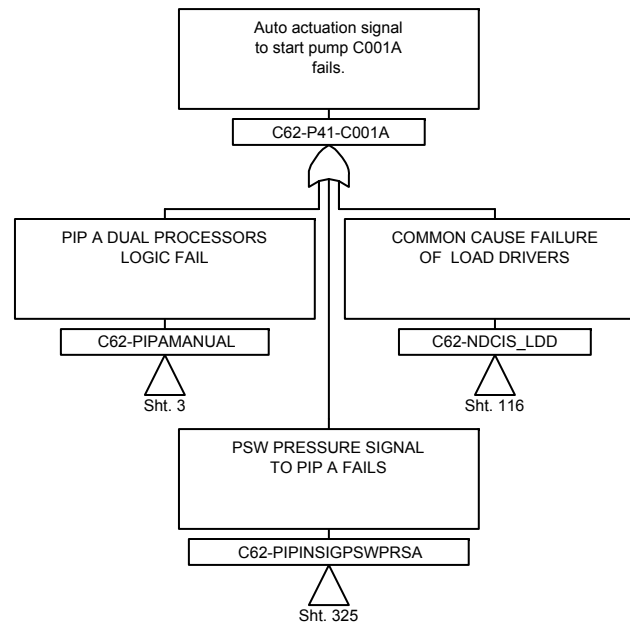 Auto actuation signal
to start pump C001A
fails.
C62-P41-C001A
PIP A DUAL PROCESSORS
LOGIC FAIL
C62-PIPAMANUAL
Sht. 3
COMMON CAUSE FAILURE
OF LOAD DRIVERS
C62-NDCIS_LDD
Sht. 116
PSW PRESSURE SIGNAL
TO PIP A FAILS
C62-PIPINSIGPSWPRSA
Sht. 325